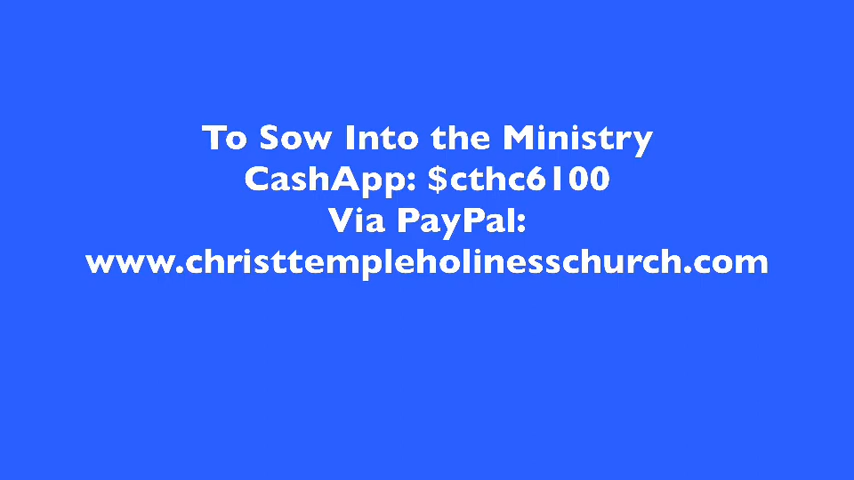 To Sow Into the Ministry
CashApp: $cthc6100
Via PayPal:
www.christtempleholinesschurch.com